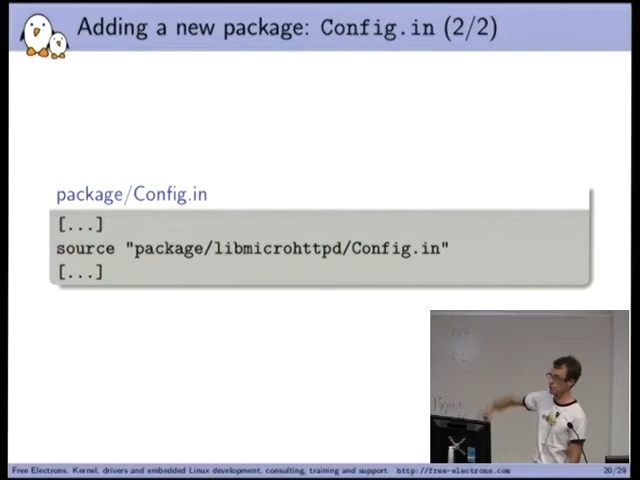 Adding a new package: Config.in (2/2)
package/Config.in
[...]
source "package/libmicrohttpd/Config.in"
[...]
Free Electrons. Kernel, drivers and embedded Linux development, consulting, training and support. http://free-electrons.com
20/29